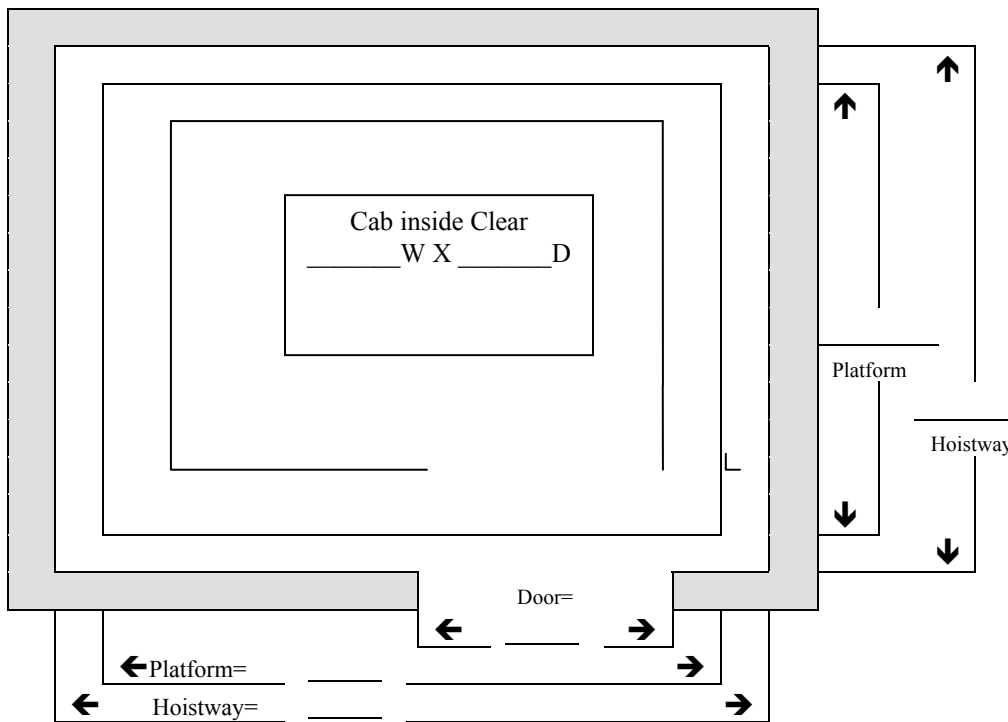 Cab inside Clear
_______W X _______D
Platform
Hoistway
Door=
Platform=
Hoistway=